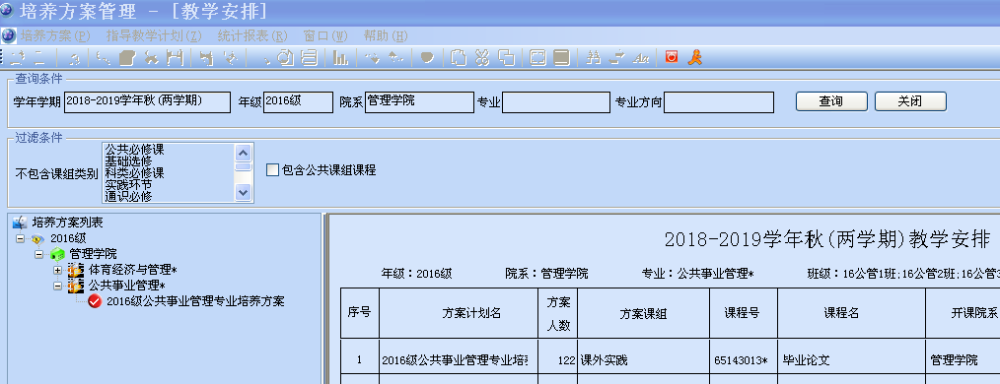 培养方案管理 - [教学安排]
培养方案(P) 指导教学计划(Z) 统计报表(R) 窗口(W) 帮助(H)
查询条件
学年学期 2018-2019学年秋(两学期) 年级 2016级 院系 管理学院 专业 专业方向 查询 关闭
过滤条件
不包含课组类别
公共必修课
基础选修
科类必修课
实践环节
通识必修
包含公共课组课程
培养方案列表
2016级
管理学院
体育经济与管理*
公共事业管理*
2016级公共事业管理专业培养方案
2018-2019学年秋(两学期)教学安排
年级：2016级 院系：管理学院 专业：公共事业管理* 班级：16公管1班;16公管2班;16公管3
序号 方案计划名 方案人数 方案课组 课程号 课程名 开课院系
1 2016级公共事业管理专业培 122 课外实践 65143013* 毕业论文 管理学院